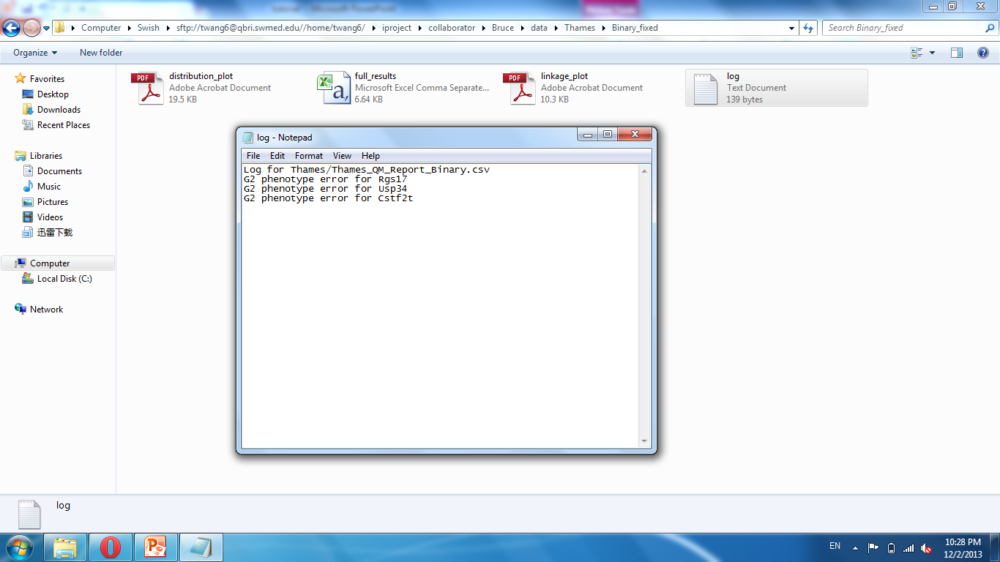 Computer Swish sftp://twang6@qbri.swmed.edu//home/twang6/ iproject collaborator Bruce data Thames Binary_fixed
Search Binary_fixed
Organize New folder
Favorites
Desktop
Downloads
Recent Places
Libraries
Documents
Music
Pictures
Videos
迅雷下载
Computer
Local Disk (C:)
Network
PDF
distribution_plot
Adobe Acrobat Document
19.5 KB
a,
full_results
Microsoft Excel Comma Separate...
6.64 KB
PDF
linkage_plot
Adobe Acrobat Document
10.3 KB
log
Text Document
139 bytes
log - Notepad
File Edit Format View Help
Log for Thames/Thames_QM_Report_Binary.csv
G2 phenotype error for Rgs17
G2 phenotype error for Usp34
G2 phenotype error for Cstf2t
log
EN
10:28 PM
12/2/2013